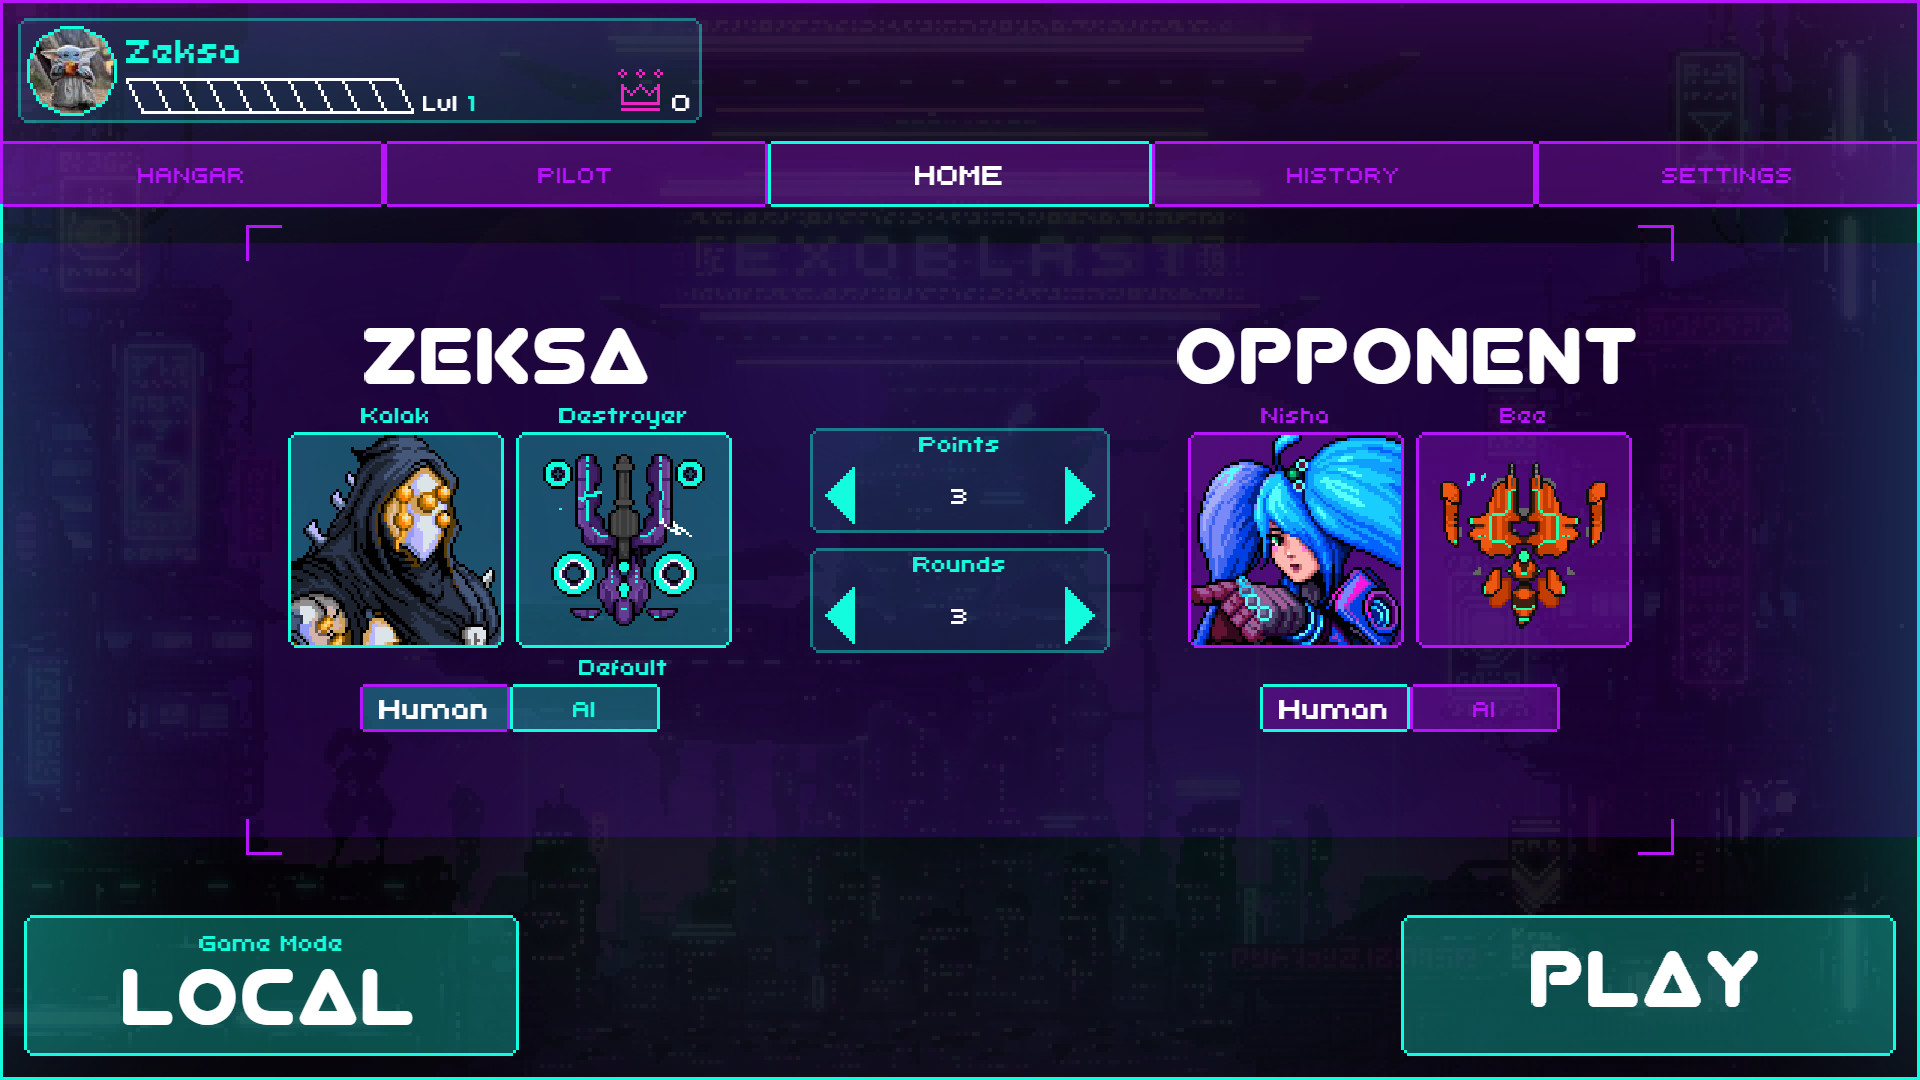 Zeksa
Lvl 1
0
HANGAR
PILOT
HOME
HISTORY
SETTINGS
EXOBLAST
ZEKSA
OPPONENT
Kalak
Destroyer
Points
3
Rounds
3
Nisha
Bee
Default
Human
AI
Human
AI
Game Mode
LOCAL
PLAY